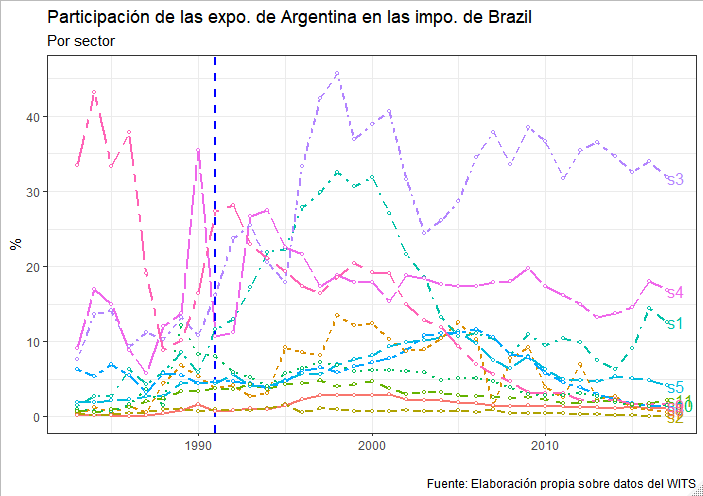 Participación de las expo. de Argentina en las impo. de Brazil
Por sector
%
40
30
20
10
0
s3
s4
s1
s5
s11
s2
1990
2000
2010
Fuente: Elaboración propia sobre datos del WITS